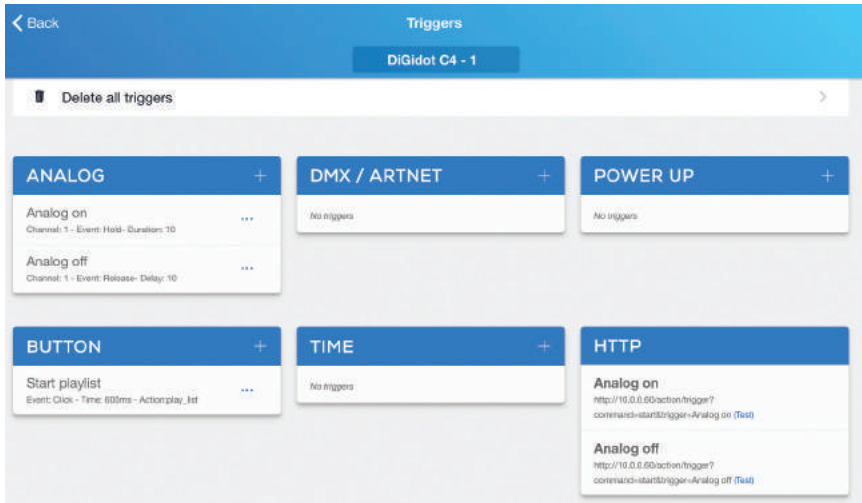 Back
Triggers
DiGidot C4 - 1
Delete all triggers
ANALOG +
Analog on
Channel: 1 - Event: Hold- Duration: 10
...
Analog off
Channel: 1 - Event: Release- Delay: 10
...
DMX / ARTNET +
No triggers
POWER UP +
No triggers
BUTTON +
Start playlist
Event: Click - Time: 605ms - Action:play_list
...
TIME +
No triggers
HTTP
Analog on
http://10.0.0.60/action/trigger?
command=start&trigger=Analog on (Test)
Analog off
http://10.0.0.60/action/trigger?
command=start&trigger=Analog off (Test)